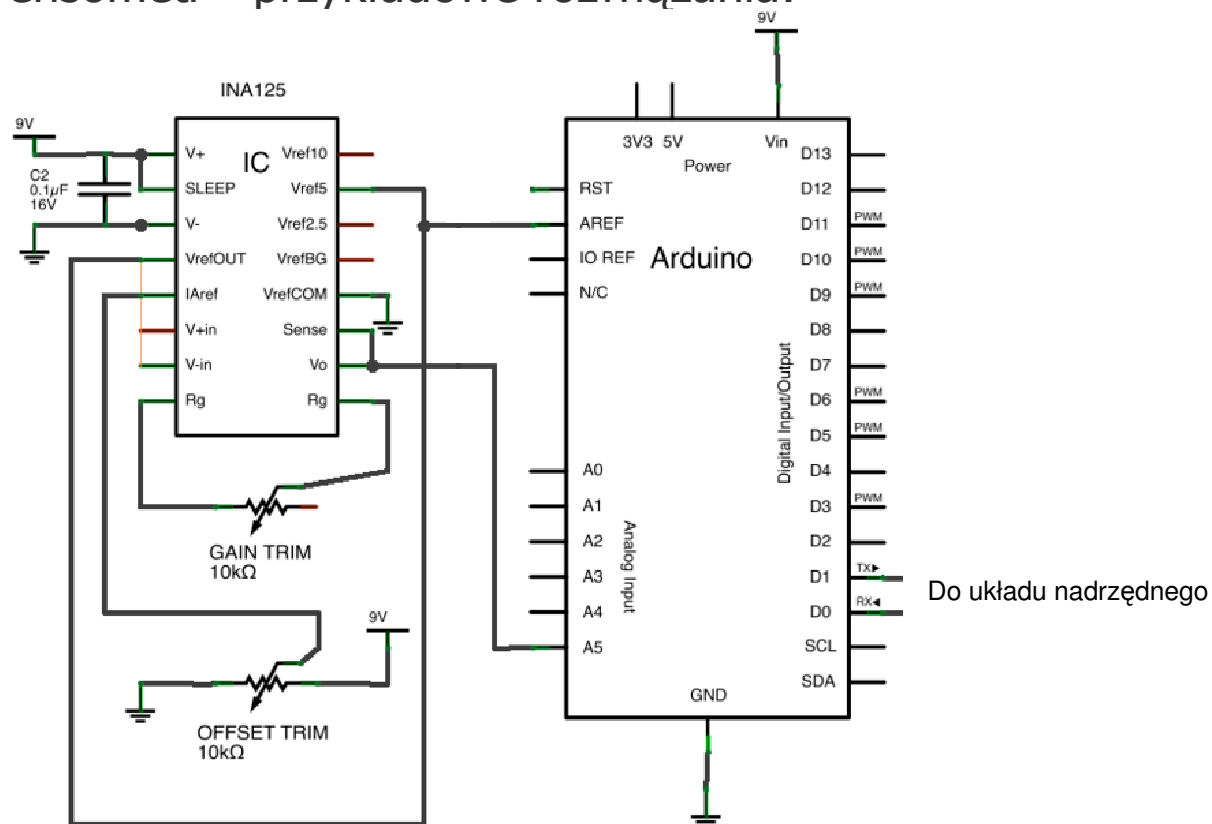 przykładowe rozwiązania:
9V
INA125
9V
IC
V+
SLEEP
V-
VrefOUT
IAref
V+in
V-in
Rg
Vref10
Vref5
Vref2.5
VrefBG
VrefCOM
Sense
Vo
Rg
C2
0.1µF
16V
GAIN TRIM
10kΩ
9V
OFFSET TRIM
10kΩ
3V3 5V Vin
Power
RST
AREF
IO REF
N/C
Arduino
A0
A1
A2
A3
A4
A5
Analog Input
Digital Input/Output
D13
D12
D11 PWM
D10 PWM
D9 PWM
D8
D7
D6 PWM
D5 PWM
D4
D3 PWM
D2
D1 TX▶
D0 RX◀
SCL
SDA
GND
Do układu nadrzędnego